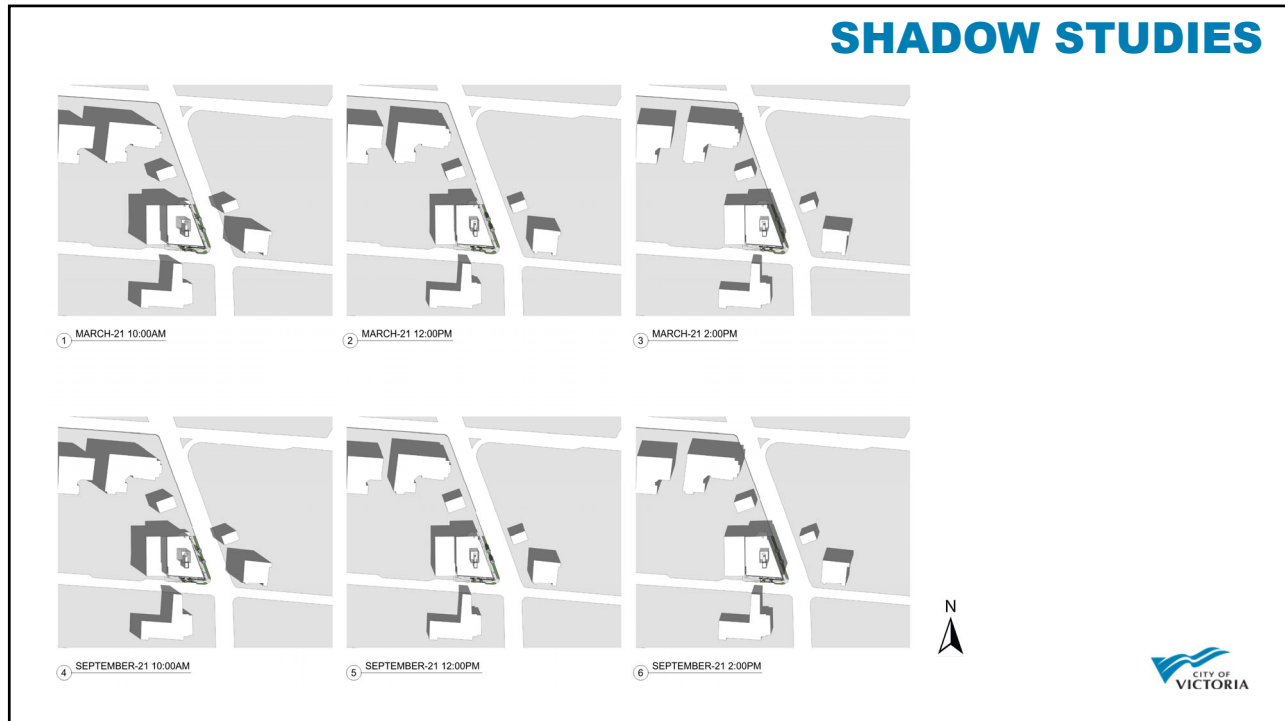 SHADOW STUDIES
1 MARCH-21 10:00AM
2 MARCH-21 12:00PM
3 MARCH-21 2:00PM
4 SEPTEMBER-21 10:00AM
5 SEPTEMBER-21 12:00PM
6 SEPTEMBER-21 2:00PM
N
CITY OF
VICTORIA